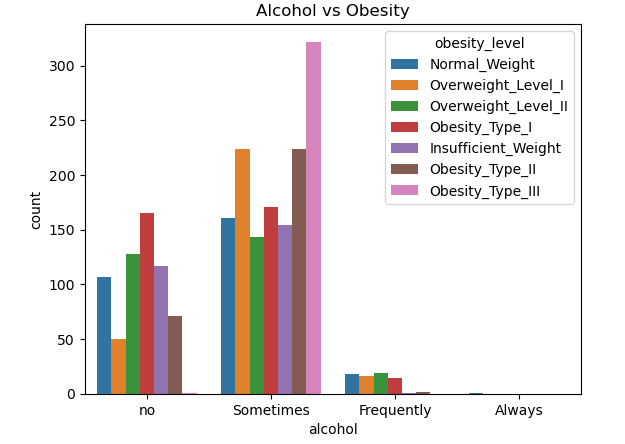 Alcohol vs Obesity
obesity_level
Normal_Weight
Overweight_Level_I
Overweight_Level_II
Obesity_Type_I
Insufficient_Weight
Obesity_Type_II
Obesity_Type_III
300
250
200
150
100
50
0
count
no Sometimes Frequently Always
alcohol